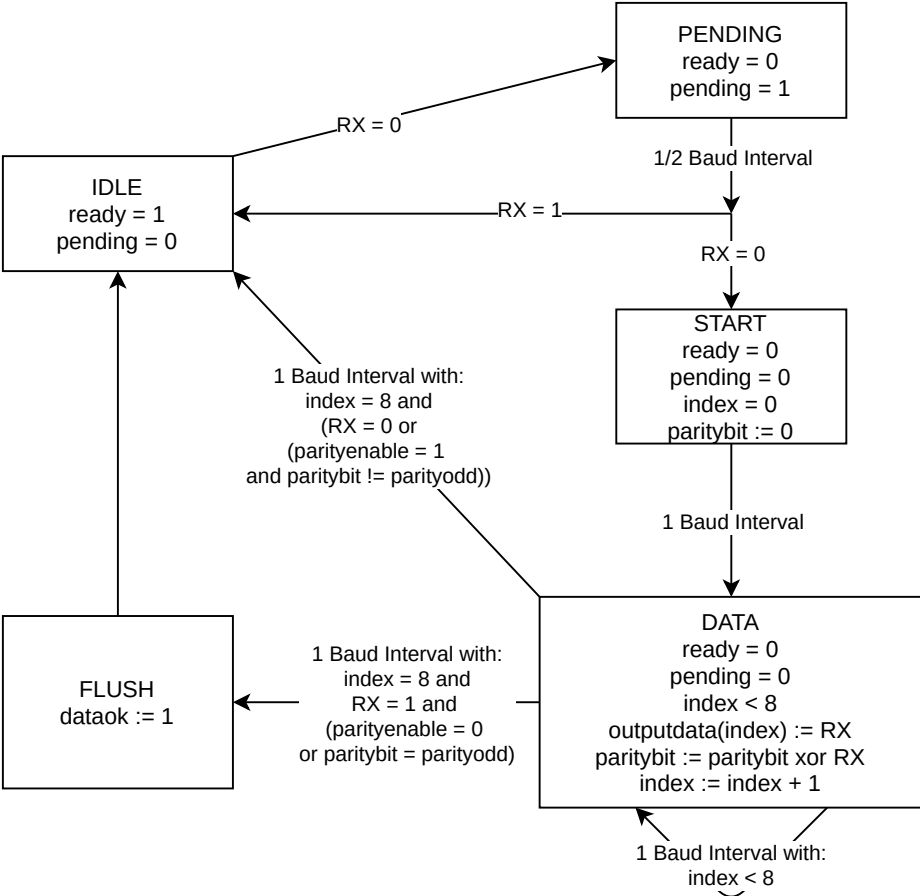 PENDING
ready = 0
pending = 1
RX = 0
1/2 Baud Interval
IDLE
ready = 1
pending = 0
RX = 1
RX = 0
START
ready = 0
pending = 0
index = 0
paritybit := 0
1 Baud Interval with:
index = 8 and
(RX = 0 or
(parityenable = 1
and paritybit != parityodd))
1 Baud Interval
DATA
ready = 0
pending = 0
index < 8
outputdata(index) := RX
paritybit := paritybit xor RX
index := index + 1
1 Baud Interval with:
index = 8 and
RX = 1 and
(parityenable = 0
or paritybit = parityodd)
FLUSH
dataok := 1
1 Baud Interval with:
index < 8